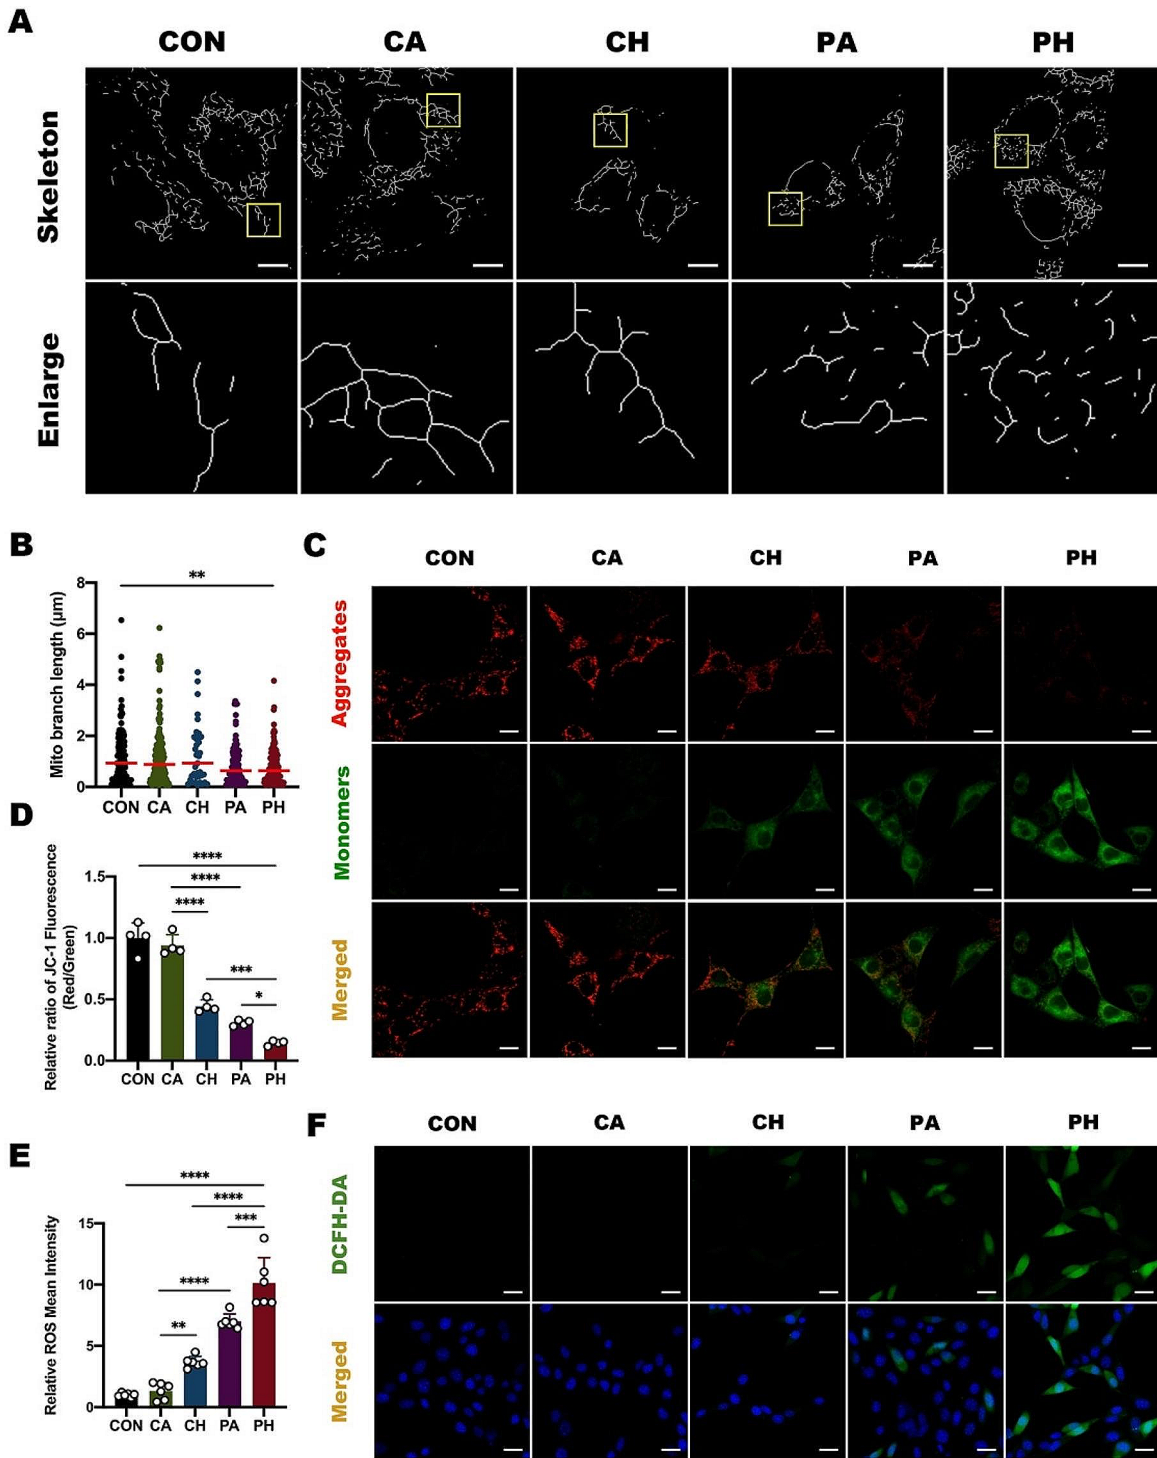 A
CON CA CH PA PH
Skeleton
Enlarge
B
**
Mito branch length (μm)
8
6
4
2
0
CON CA CH PA PH
C
CON CA CH PA PH
Aggregates
Monomers
Merged
D
****
****
****
***
*
Relative ratio of JC-1 Fluorescence
(Red/Green)
1.5
1.0
0.5
0.0
CON CA CH PA PH
E
****
****
***
****
**
Relative ROS Mean Intensity
15
10
5
0
CON CA CH PA PH
F
CON CA CH PA PH
DCFH-DA
Merged